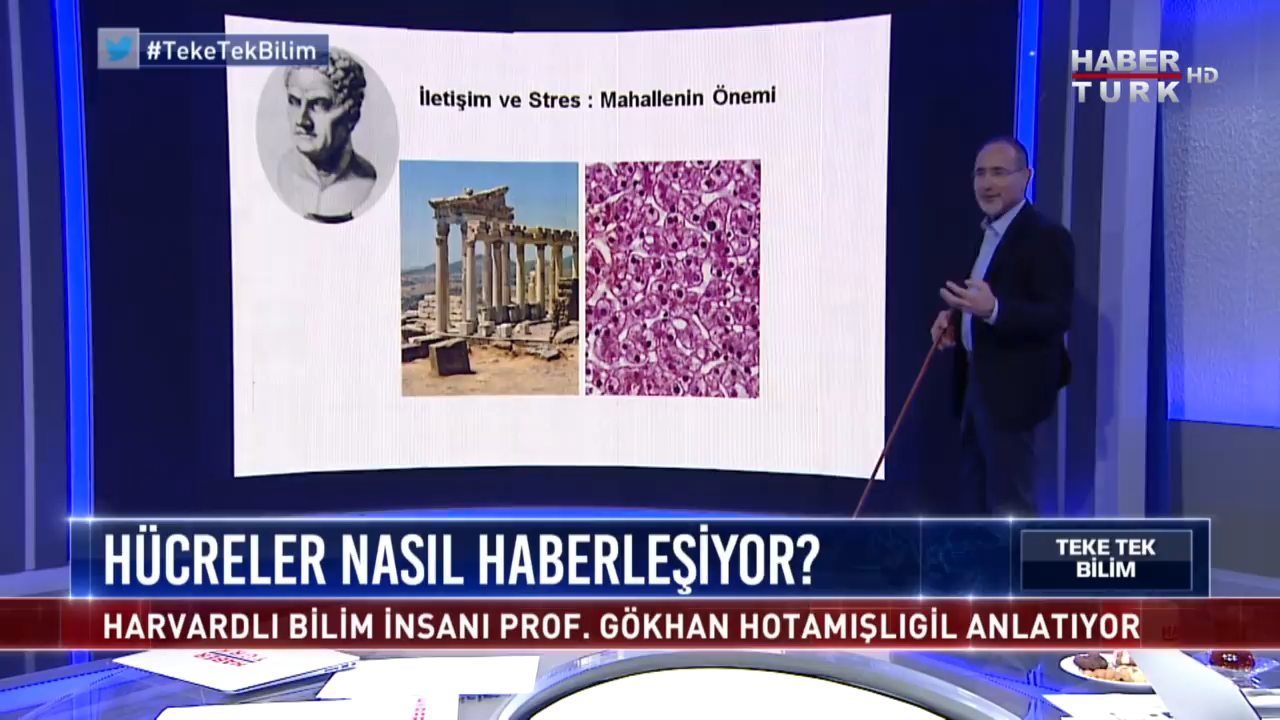 #TekeTekBilim
HABER
TURK HD
İletişim ve Stres : Mahallenin Önemi
HÜCRELER NASIL HABERLEŞİYOR?
TEKE TEK
BİLİM
HARVARDLI BİLİM İNSANI PROF. GÖKHAN HOTAMIŞLIGİL ANLATIYOR